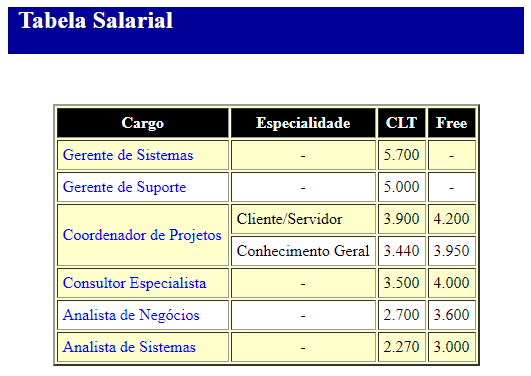 Tabela Salarial
Cargo Especialidade CLT Free
Gerente de Sistemas - 5.700 -
Gerente de Suporte - 5.000 -
Coordenador de Projetos Cliente/Servidor 3.900 4.200
Conhecimento Geral 3.440 3.950
Consultor Especialista - 3.500 4.000
Analista de Negócios - 2.700 3.600
Analista de Sistemas - 2.270 3.000